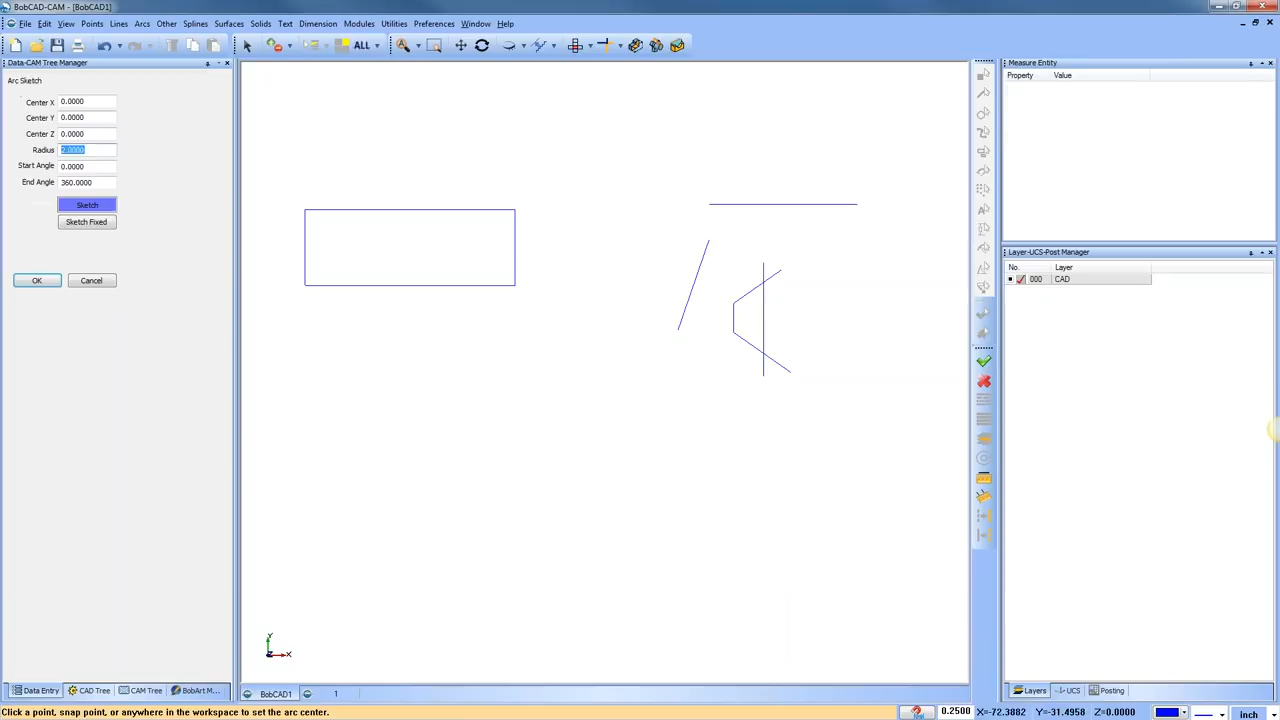 BobCAD-CAM - [BobCAD1]
File Edit View Points Lines Arcs Other Splines Surfaces Solids Text Dimension Modules Utilities Preferences Window Help
ALL
Data-CAM Tree Manager
Arc Sketch
Center X 0.0000
Center Y 0.0000
Center Z 0.0000
Radius 2.0000
Start Angle 0.0000
End Angle 360.0000
Sketch
Sketch Fixed
OK Cancel
Measure Entity
Property Value
Layer-UCS-Post Manager
No. Layer
000 CAD
Y
Z X
Data Entry CAD Tree CAM Tree BobArt M...
BobCAD1 1
Layers UCS Posting
Click a point, snap point, or anywhere in the workspace to set the arc center.
0.2500 X=-72.3882 Y=-31.4958 Z=0.0000 inch